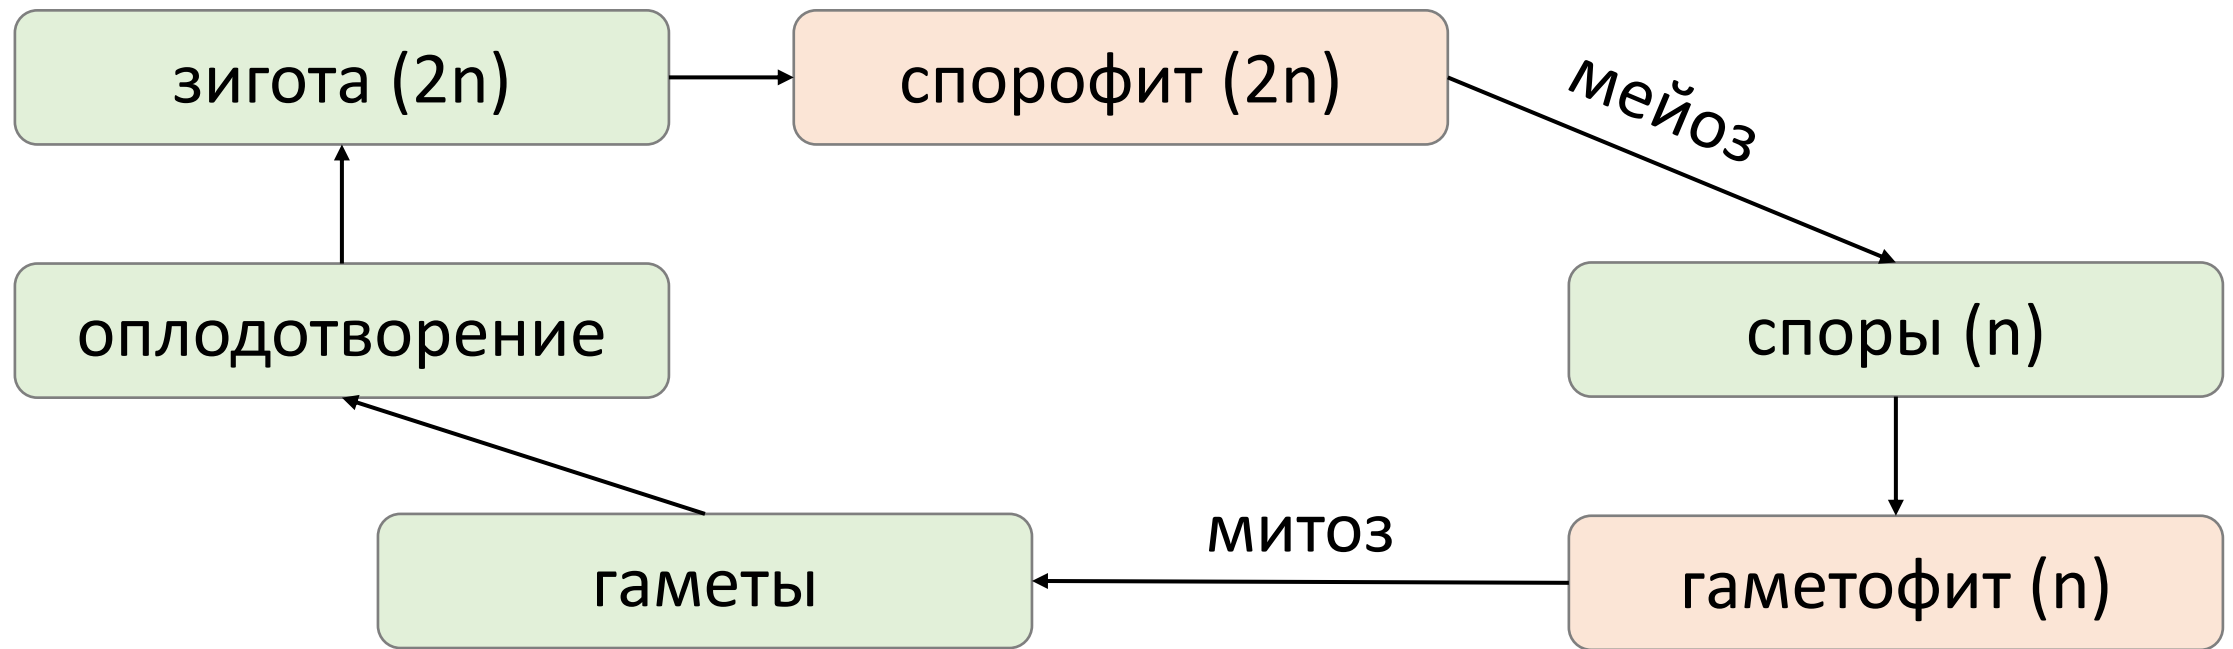 зигота (2n)
спорофит (2n)
мейоз
оплодотворение
споры (n)
митоз
гаметы
гаметофит (n)